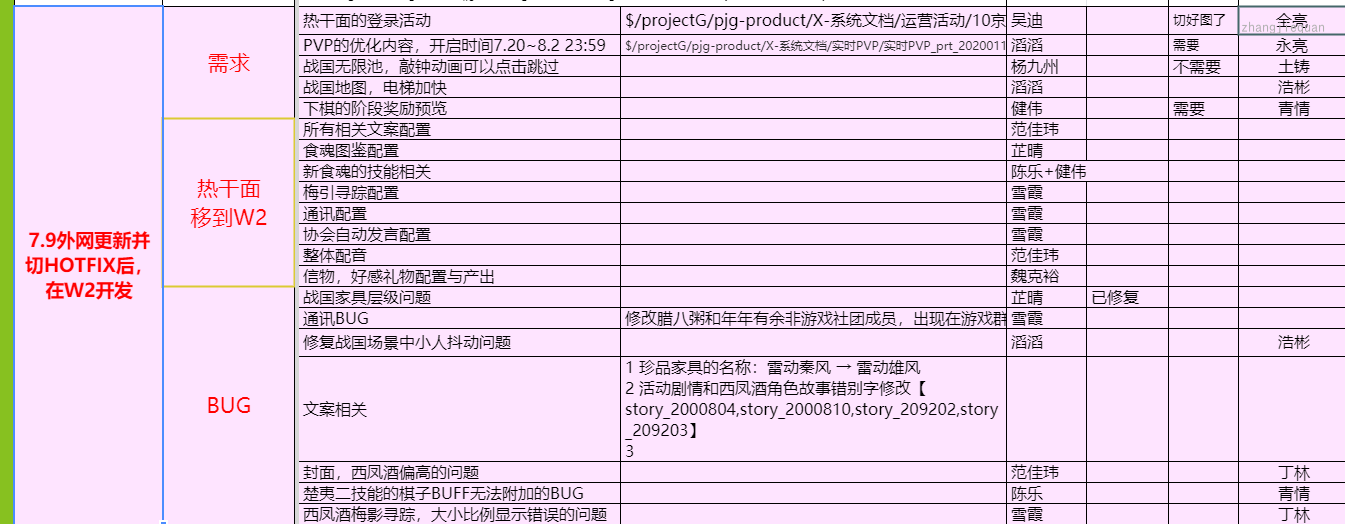 7.9外网更新并
切HOTFIX后，
在W2开发
需求
热干面的登录活动 $/projectG/pjg-product/X-系统文档/运营活动/10京 吴迪 切好图了 全亮
PVP的优化内容，开启时间7.20~8.2 23:59 $/projectG/pjg-product/X-系统文档/实时PVP/实时PVP_prt_2020011 滔滔 需要 永亮
战国无限池，敲钟动画可以点击跳过 杨九州 不需要 土铸
战国地图，电梯加快 滔滔 浩彬
下棋的阶段奖励预览 健伟 需要 青情
热干面
移到W2
所有相关文案配置 范佳玮
食魂图鉴配置 芷晴
新食魂的技能相关 陈乐+健伟
梅引寻踪配置 雪霞
通讯配置 雪霞
协会自动发言配置 雪霞
整体配音 范佳玮
信物，好感礼物配置与产出 魏克裕
BUG
战国家具层级问题 芷晴 已修复
通讯BUG 修改腊八粥和年年有余非游戏社团成员，出现在游戏群 雪霞
修复战国场景中小人抖动问题 滔滔 浩彬
文案相关
1 珍品家具的名称：雷动秦风 → 雷动雄风
2 活动剧情和西凤酒角色故事错别字修改【
story_2000804,story_2000810,story_209202,story
_209203】
3
封面，西凤酒偏高的问题 范佳玮 丁林
楚夷二技能的棋子BUFF无法附加的BUG 陈乐 青情
西凤酒梅影寻踪，大小比例显示错误的问题 雪霞 丁林